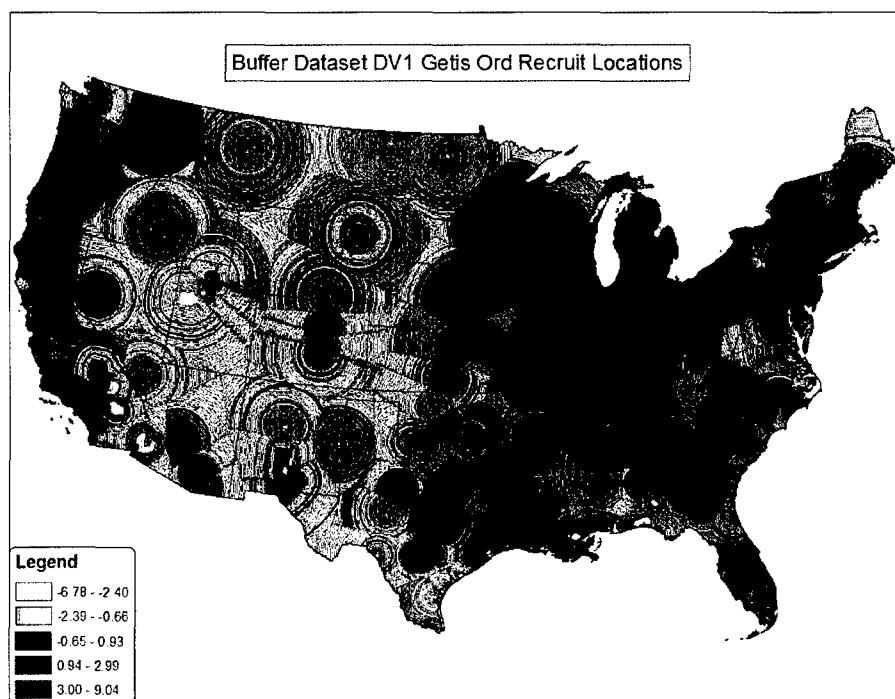 Buffer Dataset DV1 Getis Ord Recruit Locations
Legend
-6 78 - -2 40
-2.39 - -0.66
-0.65 - 0.93
0.94 - 2.99
3.00 - 9.04